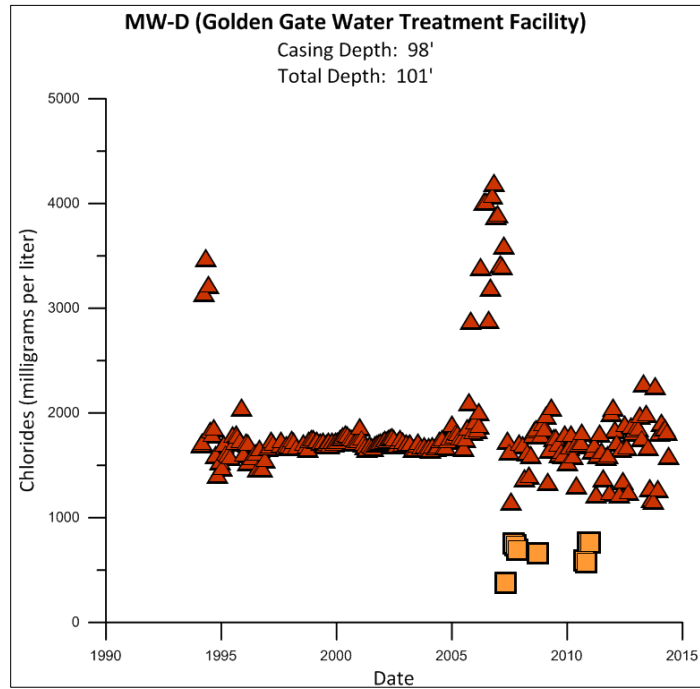 MW-D (Golden Gate Water Treatment Facility)
Casing Depth: 98'
Total Depth: 101'
5000
4000
3000
2000
1000
0
Chlorides (milligrams per liter)
1990
1995
2000
2005
2010
2015
Date